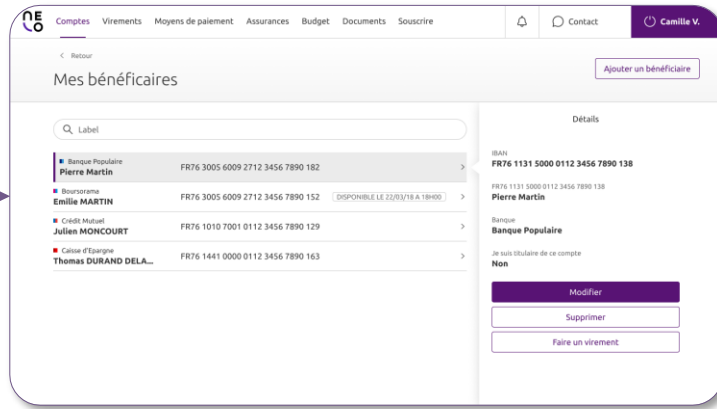 NELO
Comptes Virements Moyens de paiement Assurances Budget Documents Souscrire Contact Camille V.
Retour
Mes bénéficaires
Ajouter un bénéficiaire
Label
Banque Populaire
Pierre Martin
FR76 3005 6009 2712 3456 7890 182
Boursorama
Emilie MARTIN
FR76 3005 6009 2712 3456 7890 152
DISPONIBLE LE 22/03/18 A 18H00
Crédit Mutuel
Julien MONCOURT
FR76 1010 7001 0112 3456 7890 129
Caisse d'Epargne
Thomas DURAND DELA...
FR76 1441 0000 0112 3456 7890 163
Détails
IBAN
FR76 1131 5000 0112 3456 7890 138
FR76 1131 5000 0112 3456 7890 138
Pierre Martin
Banque
Banque Populaire
Je suis titulaire de ce compte
Non
Modifier
Supprimer
Faire un virement